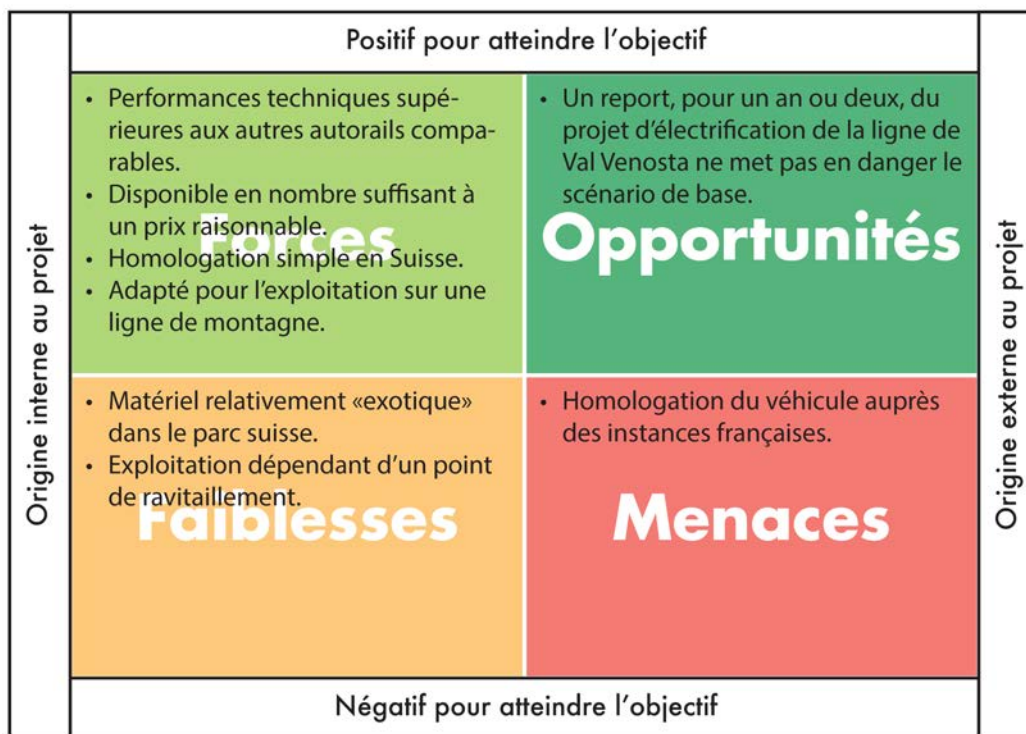 Positif pour atteindre l’objectif
Origine interne au projet
• Performances techniques supé-
rieures aux autres autorails compa-
rables.
• Disponible en nombre suffisant à
un prix raisonnable.
• Homologation simple en Suisse.
• Adapté pour l’exploitation sur une
ligne de montagne.
Forces
• Un report, pour un an ou deux, du
projet d’électrification de la ligne de
Val Venosta ne met pas en danger le
scénario de base.
Opportunités
• Matériel relativement «exotique»
dans le parc suisse.
• Exploitation dépendant d’un point
de ravitaillement.
Faiblesses
• Homologation du véhicule auprès
des instances françaises.
Menaces
Origine externe au projet
Négatif pour atteindre l’objectif